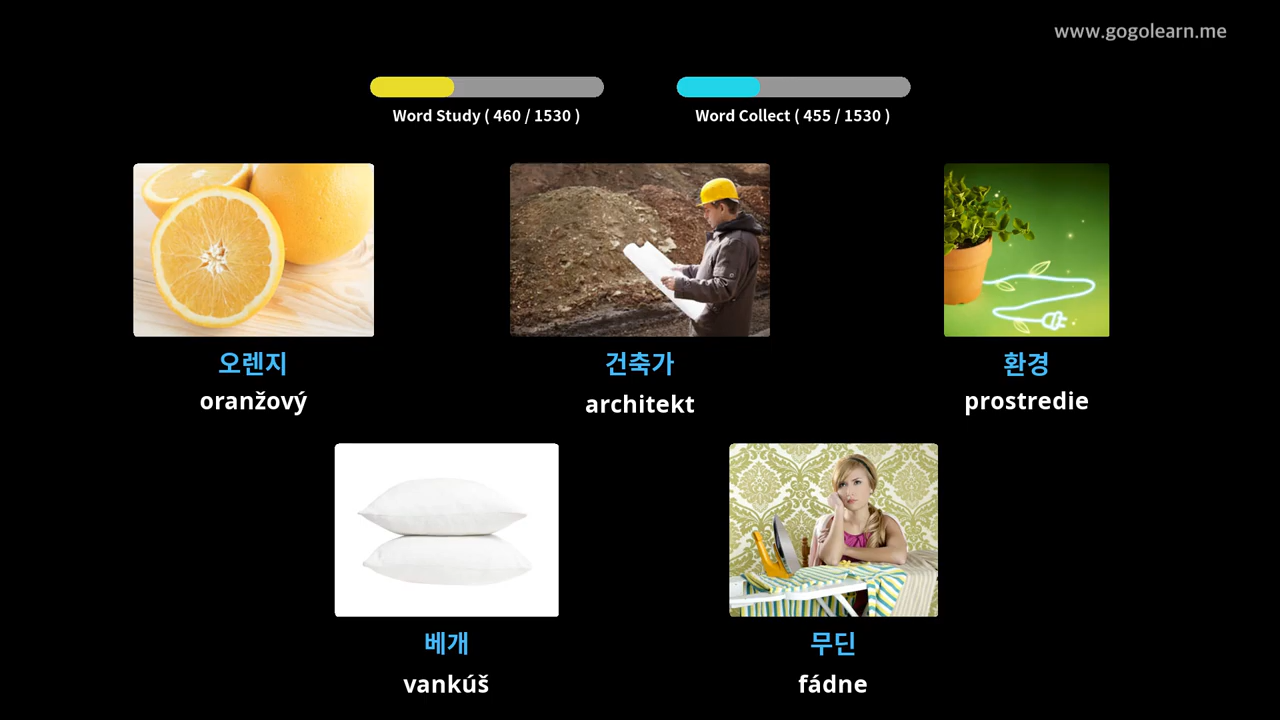 www.gogolearn.me
Word Study ( 460 / 1530 )
Word Collect ( 455 / 1530 )
오렌지
oranžový
건축가
architekt
환경
prostredie
베개
vankúš
무딘
fádne